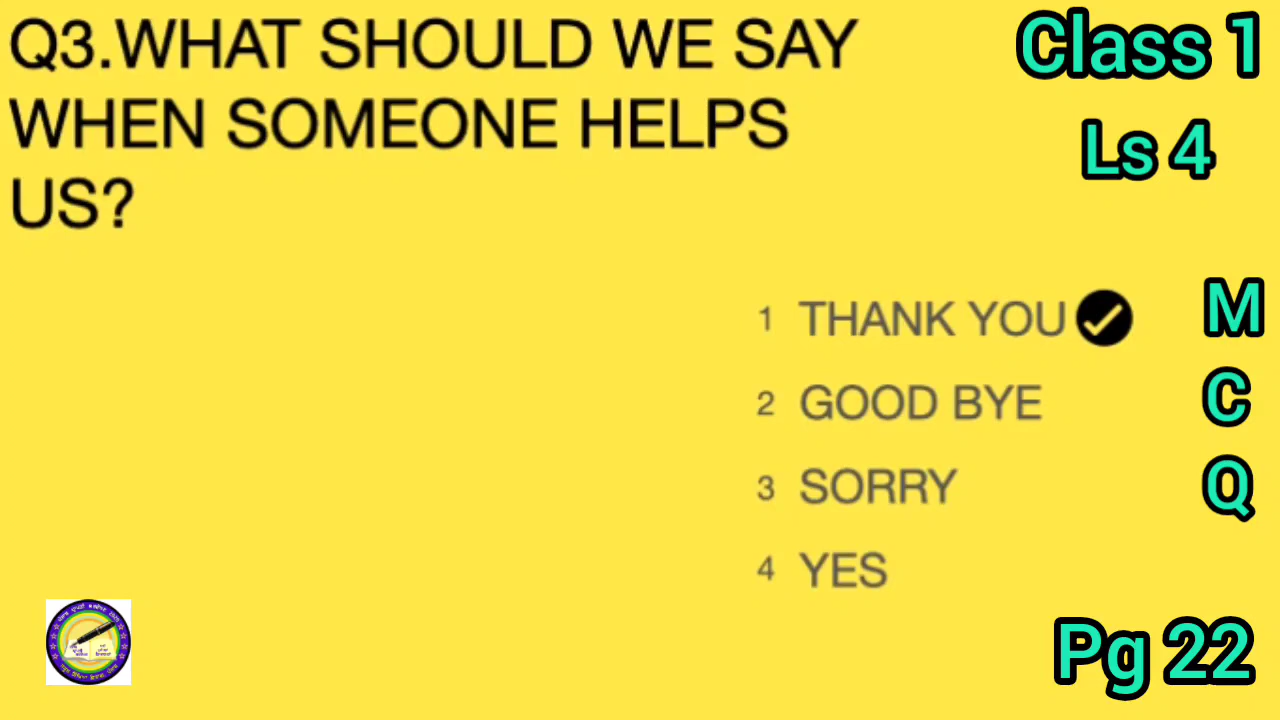 Q3.WHAT SHOULD WE SAY
WHEN SOMEONE HELPS
US?
Class 1
Ls 4
1 THANK YOU
2 GOOD BYE
3 SORRY
4 YES
M
C
Q
Pg 22